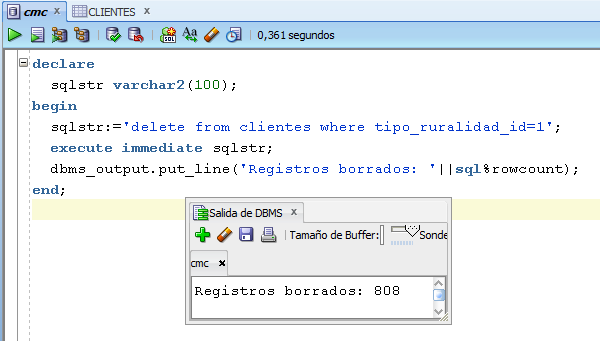 cmc
CLIENTES
0,361 segundos
declare
sqlstr varchar2(100);
begin
sqlstr:='delete from clientes where tipo_ruralidad_id=1';
execute immediate sqlstr;
dbms_output.put_line('Registros borrados: '||sql%rowcount);
end;
Salida de DBMS
Tamaño de Buffer:
Sonde
cmc
Registros borrados: 808